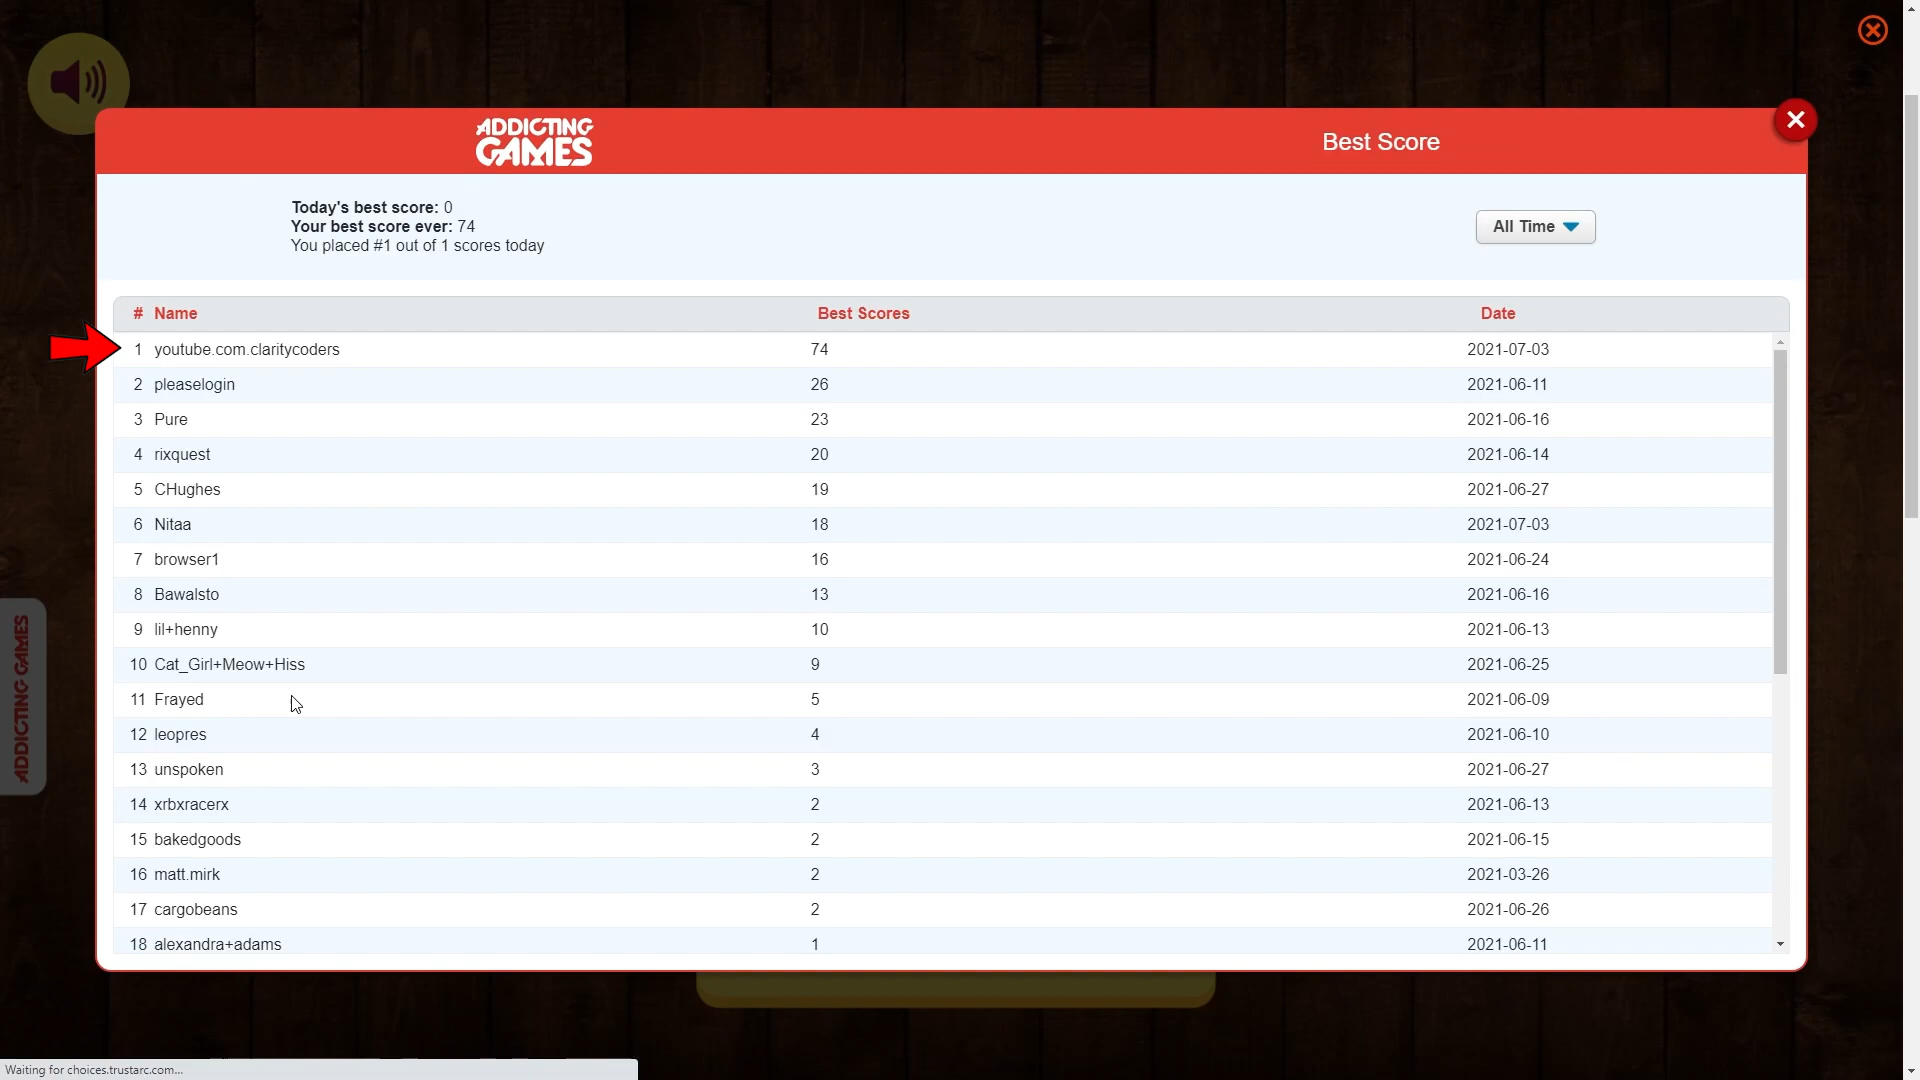 ADDICTING
GAMES
Best Score
Today's best score: 0
Your best score ever: 74
You placed #1 out of 1 scores today
All Time
# Name Best Scores Date
1 youtube.com.claritycoders 74 2021-07-03
2 pleaselogin 26 2021-06-11
3 Pure 23 2021-06-16
4 rixquest 20 2021-06-14
5 CHughes 19 2021-06-27
6 Nitaa 18 2021-07-03
7 browser1 16 2021-06-24
8 Bawalsto 13 2021-06-16
9 lil+henny 10 2021-06-13
10 Cat_Girl+Meow+Hiss 9 2021-06-25
11 Frayed 5 2021-06-09
12 leopres 4 2021-06-10
13 unspoken 3 2021-06-27
14 xrbxracerx 2 2021-06-13
15 bakedgoods 2 2021-06-15
16 matt.mirk 2 2021-03-26
17 cargobeans 2 2021-06-26
18 alexandra+adams 1 2021-06-11
ADDICTING GAMES
Waiting for choices.trustarc.com...